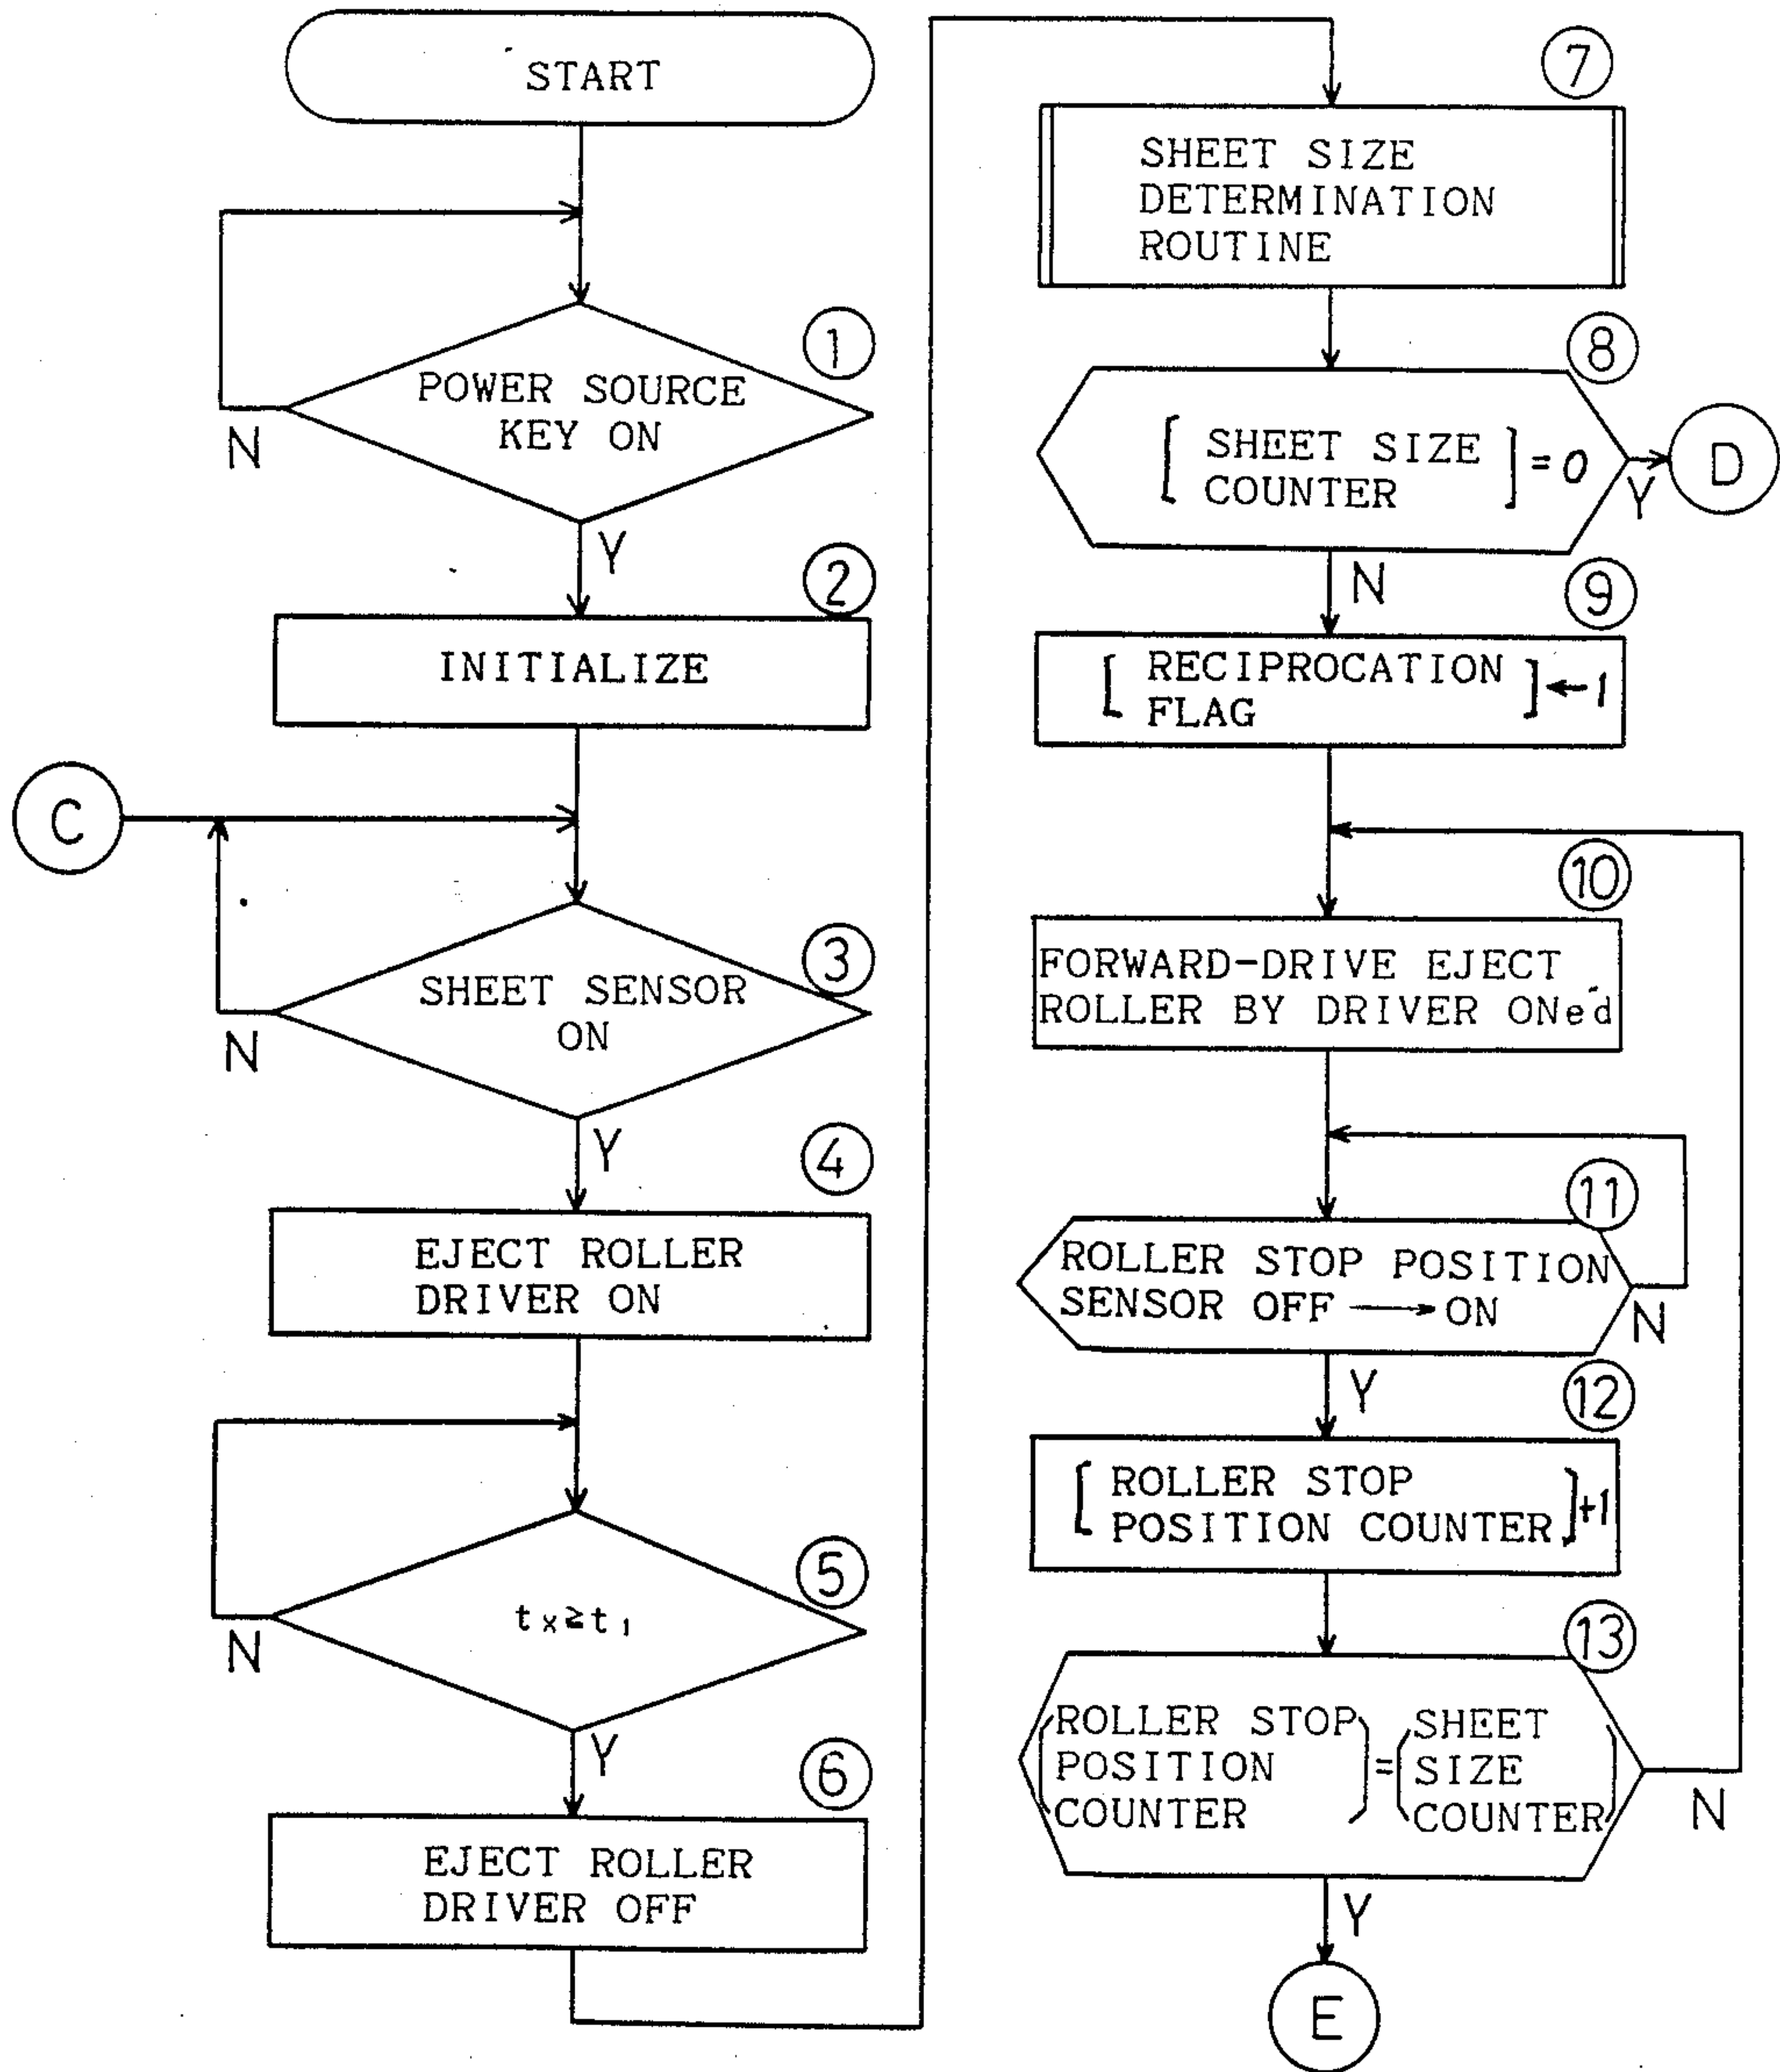 START
①
POWER SOURCE
KEY ON
N
Y
②
INITIALIZE
C
③
SHEET SENSOR
ON
N
Y
④
EJECT ROLLER
DRIVER ON
⑤
tx≥t1
N
Y
⑥
EJECT ROLLER
DRIVER OFF
⑦
SHEET SIZE
DETERMINATION
ROUTINE
⑧
[ SHEET SIZE
COUNTER ] = 0
Y
D
N
⑨
[ RECIPROCATION
FLAG ] ← 1
⑩
FORWARD-DRIVE EJECT
ROLLER BY DRIVER ONed
⑪
ROLLER STOP POSITION
SENSOR OFF → ON
N
Y
⑫
[ ROLLER STOP
POSITION COUNTER ]+1
⑬
(ROLLER STOP
POSITION
COUNTER) = (SHEET
SIZE
COUNTER)
N
Y
E